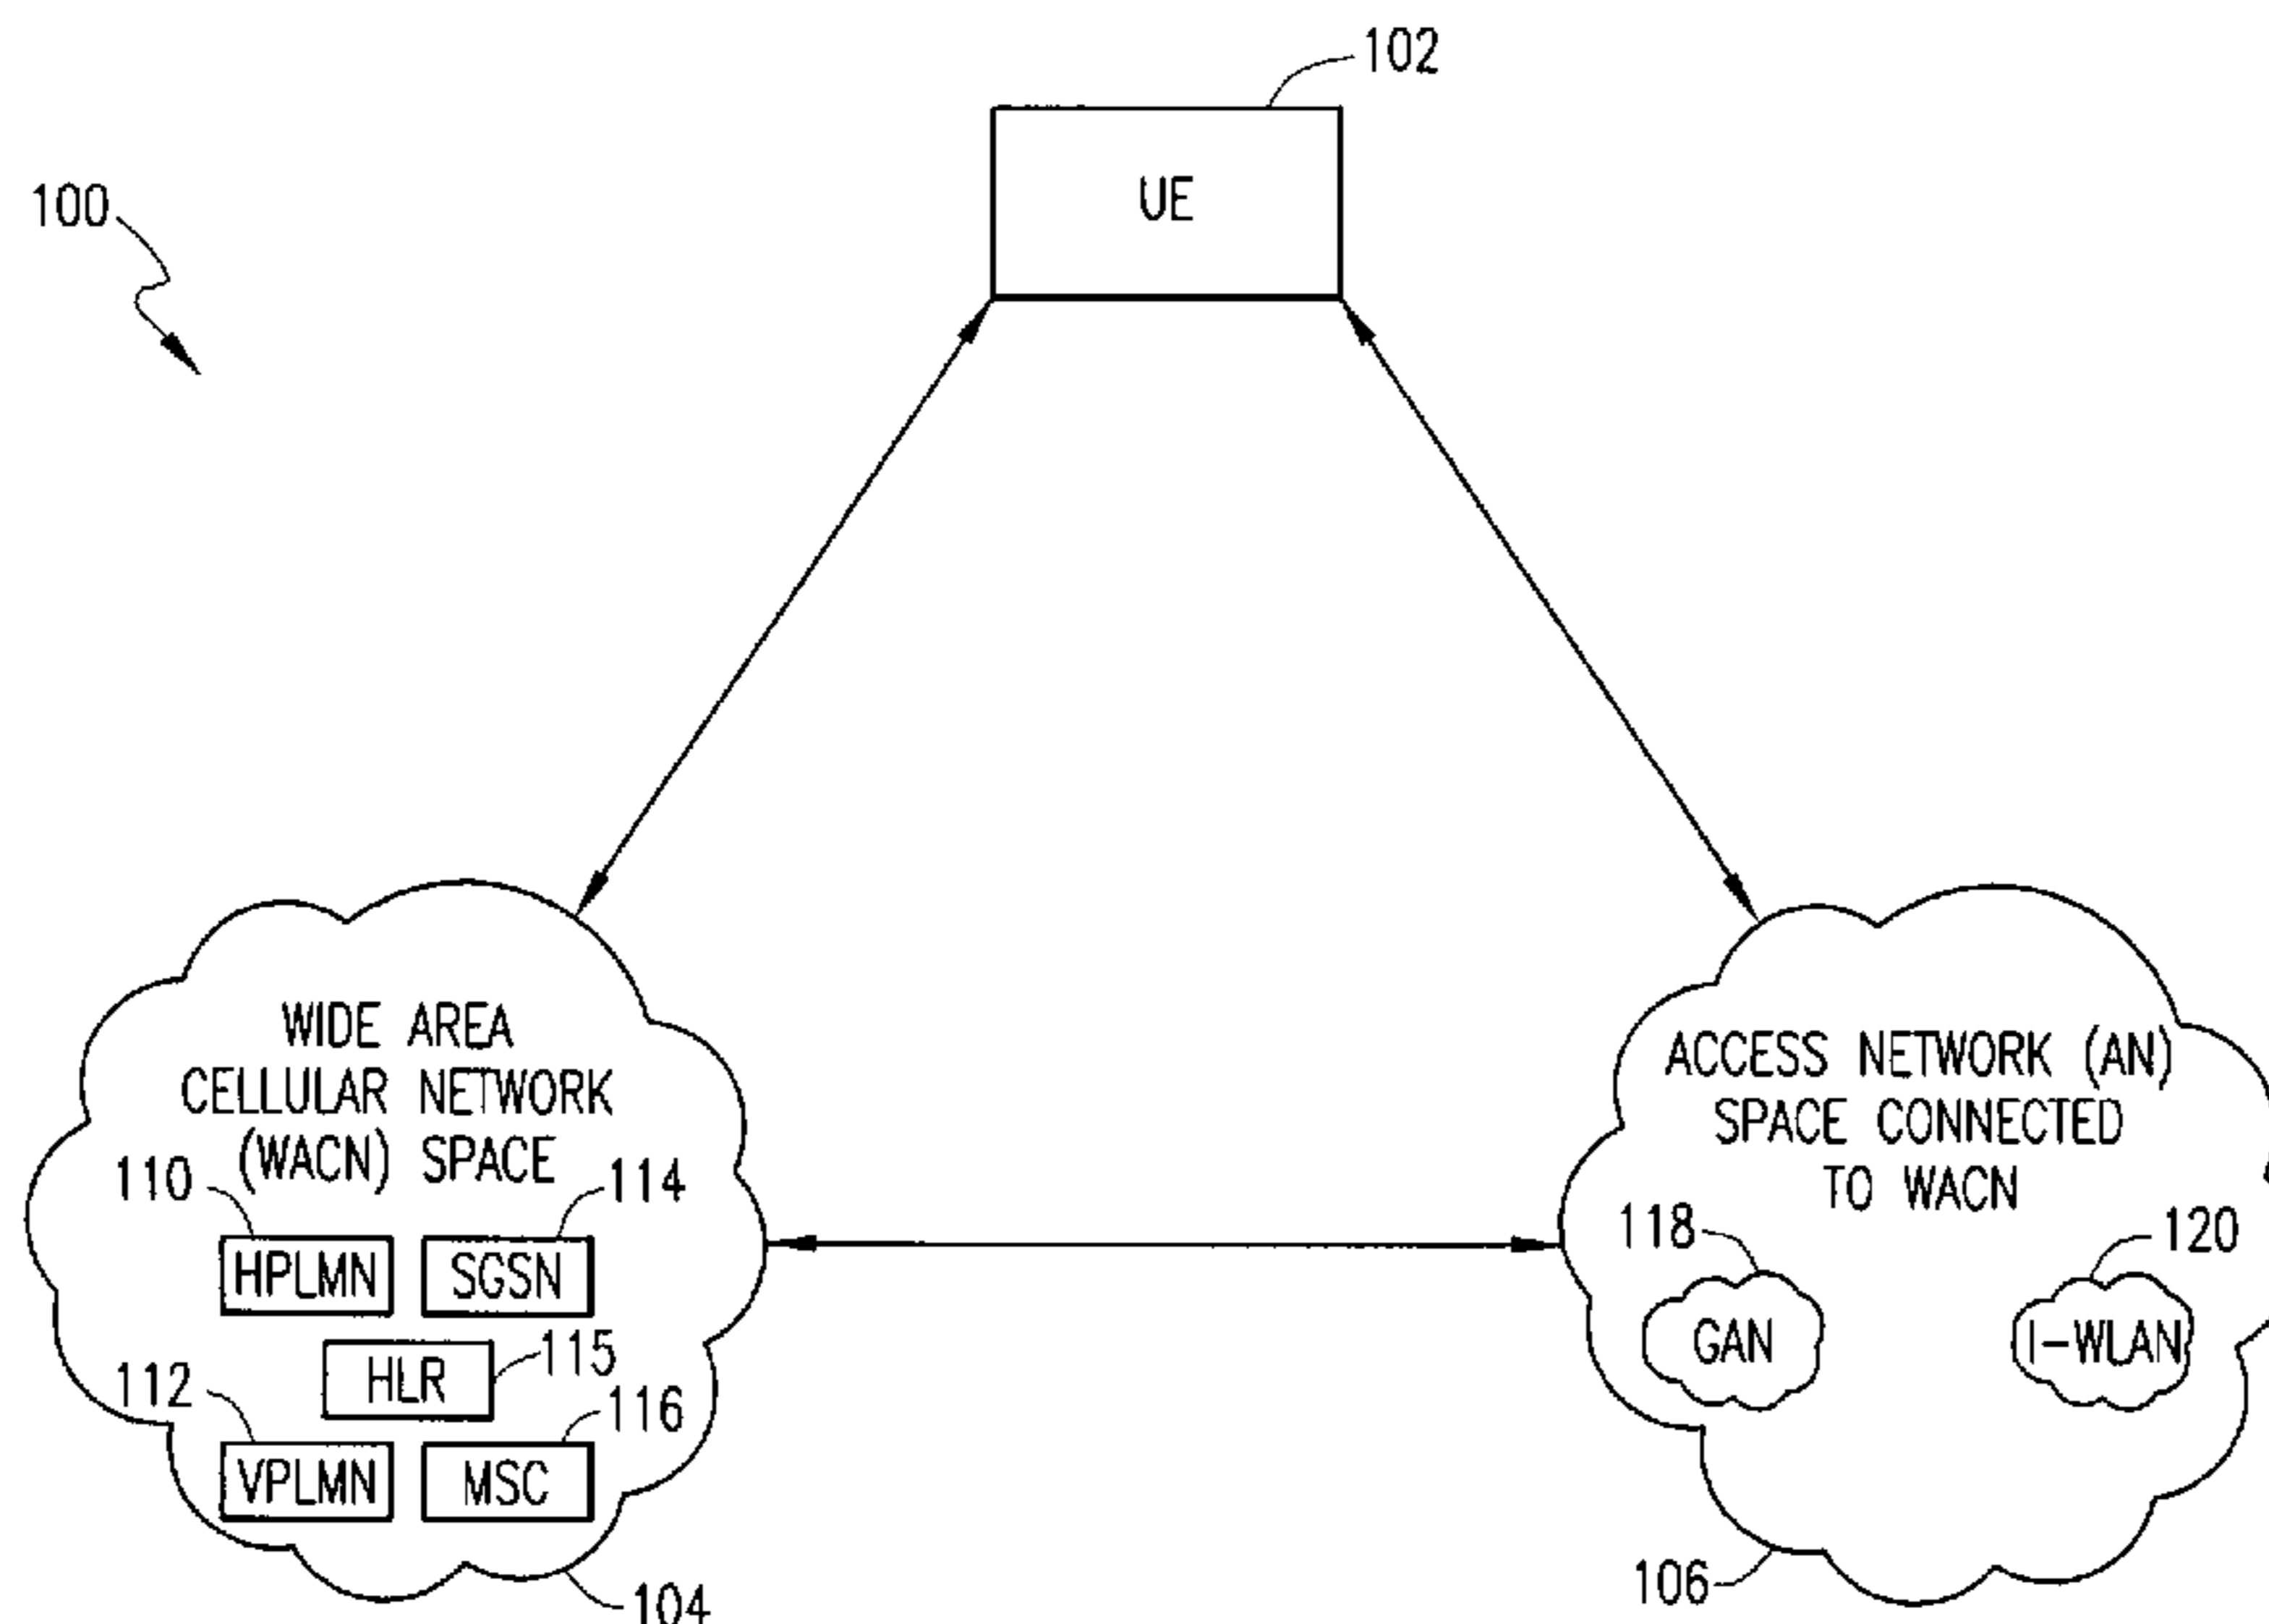 102
UE
100
WIDE AREA
CELLULAR NETWORK
(WACN) SPACE
110
114
HPLMN
SGSN
HLR
115
112
116
VPLMN
MSC
104
ACCESS NETWORK (AN)
SPACE CONNECTED
TO WACN
118
120
GAN
I-WLAN
106